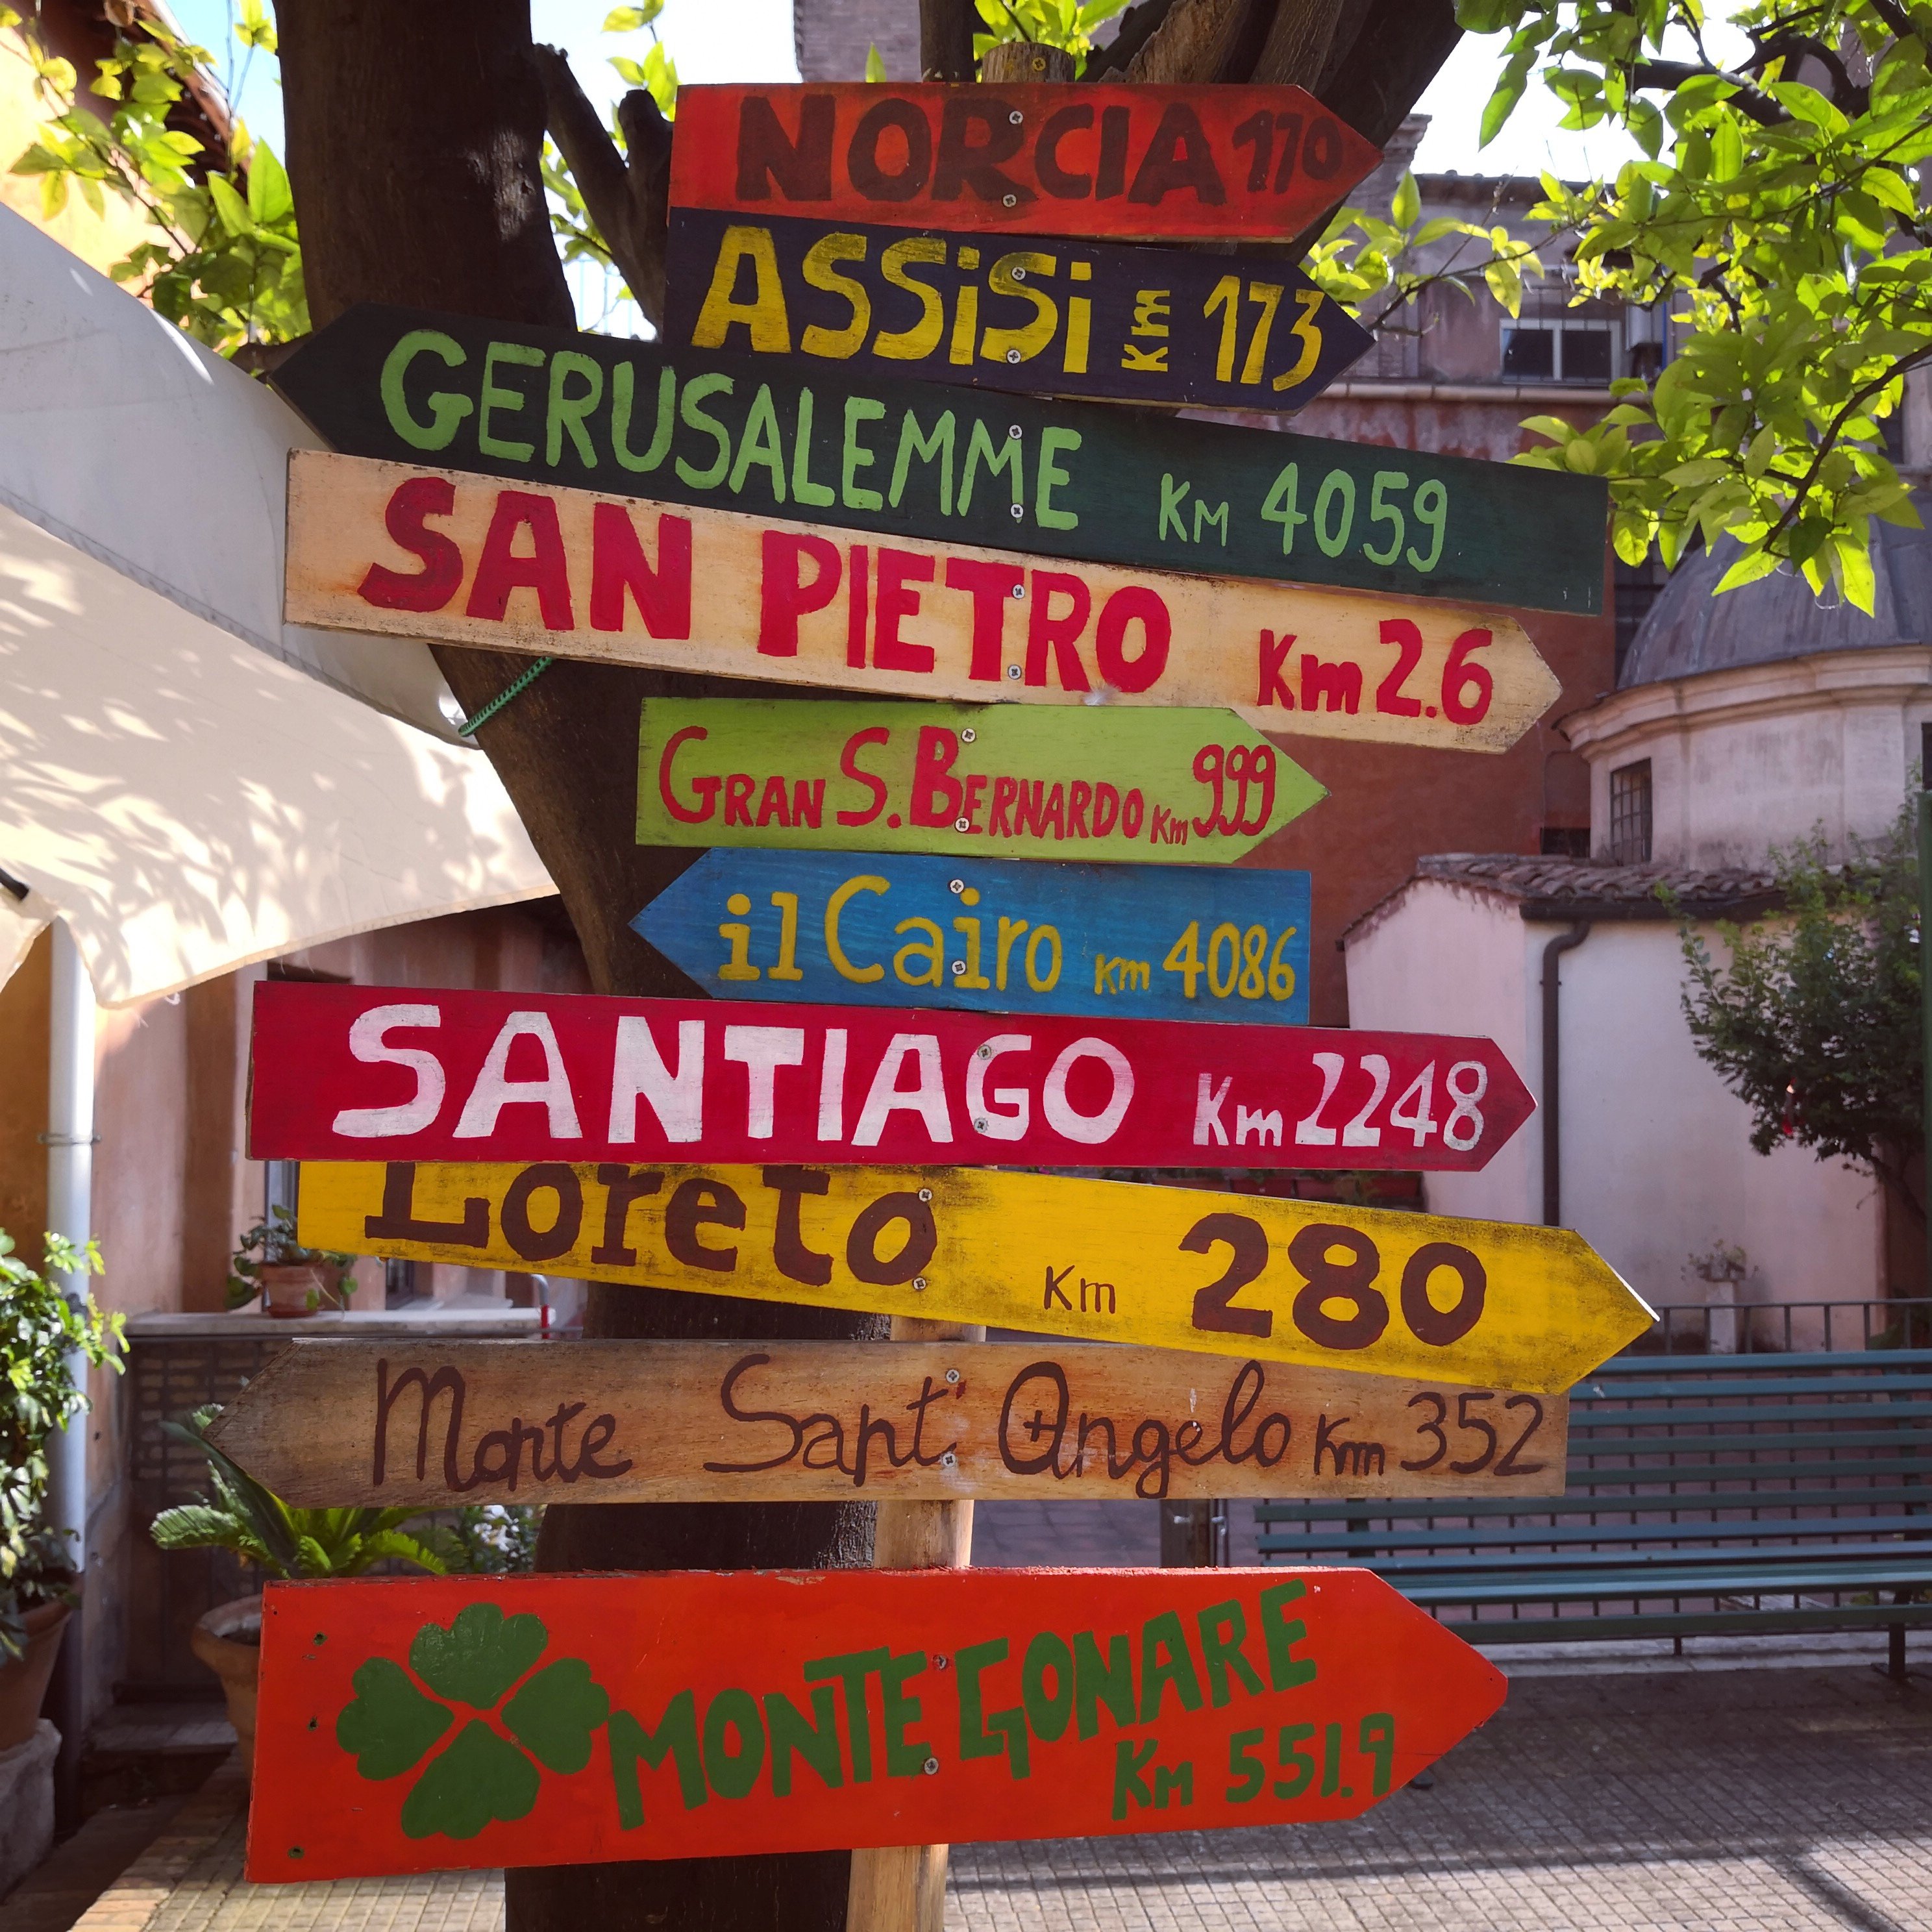 NORCIA 170
ASSiSi Km 173
GERUSALEMME Km 4059
SAN PIETRO Km 2.6
GRAN S. BERNARDO Km 999
il Cairo Km 4086
SANTIAGO Km 2248
Loreto Km 280
Monte Sant' Angelo Km 352
MONTE GONARE
Km 551.9